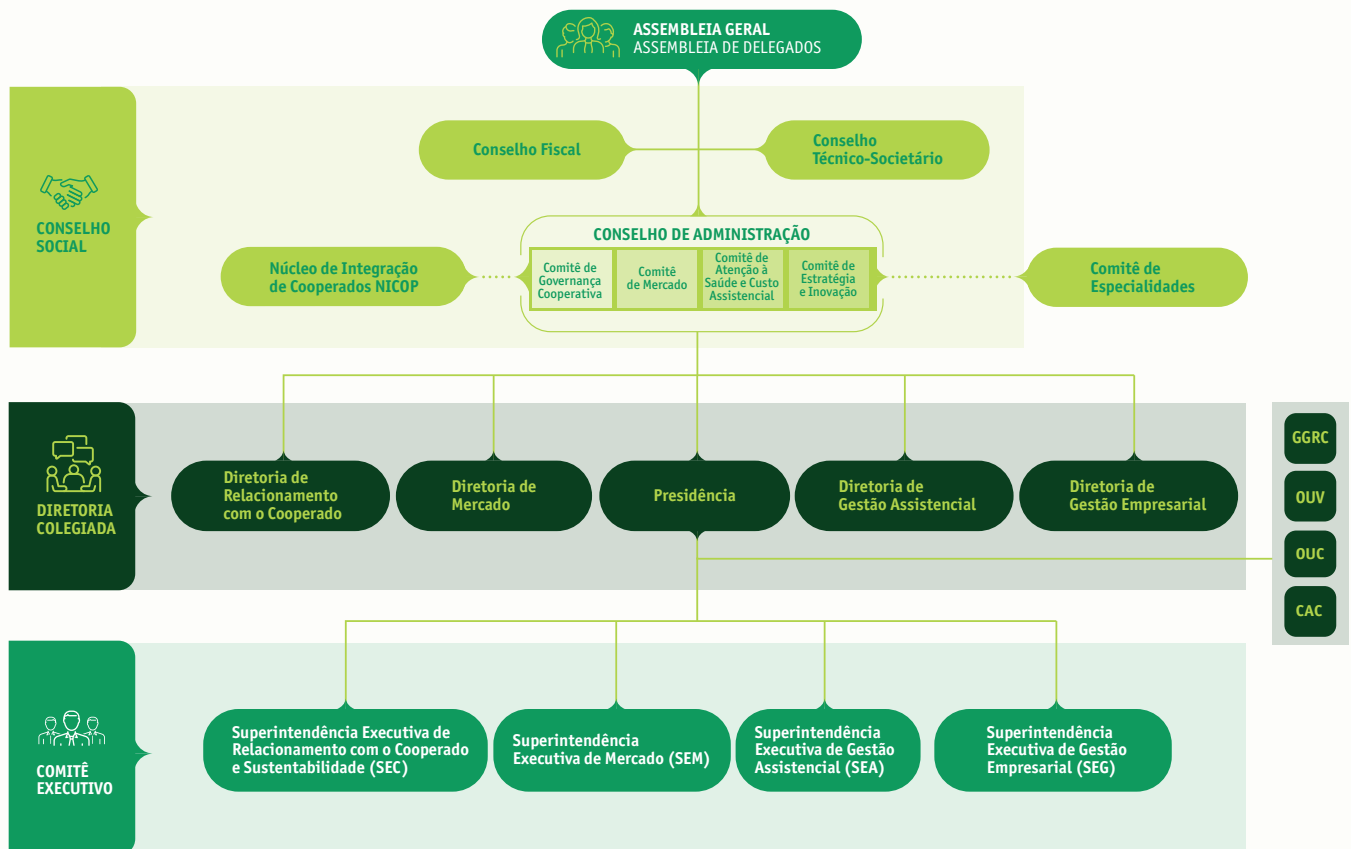 ASSEMBLEIA GERAL
ASSEMBLEIA DE DELEGADOS
CONSELHO
SOCIAL
Conselho Fiscal
Conselho
Técnico-Societário
Núcleo de Integração
de Cooperados NICOP
CONSELHO DE ADMINISTRAÇÃO
Comitê de
Governança
Cooperativa
Comitê
de Mercado
Comitê de
Atenção à
Saúde e Custo
Assistencial
Comitê de
Estratégia
e Inovação
Comitê de
Especialidades
DIRETORIA
COLEGIADA
Diretoria de
Relacionamento
com o Cooperado
Diretoria de
Mercado
Presidência
Diretoria de
Gestão Assistencial
Diretoria de
Gestão Empresarial
GGRC
OUV
OUC
CAC
COMITÊ
EXECUTIVO
Superintendência Executiva de
Relacionamento com o Cooperado
e Sustentabilidade (SEC)
Superintendência
Executiva de Mercado (SEM)
Superintendência
Executiva de Gestão
Assistencial (SEA)
Superintendência
Executiva de Gestão
Empresarial (SEG)